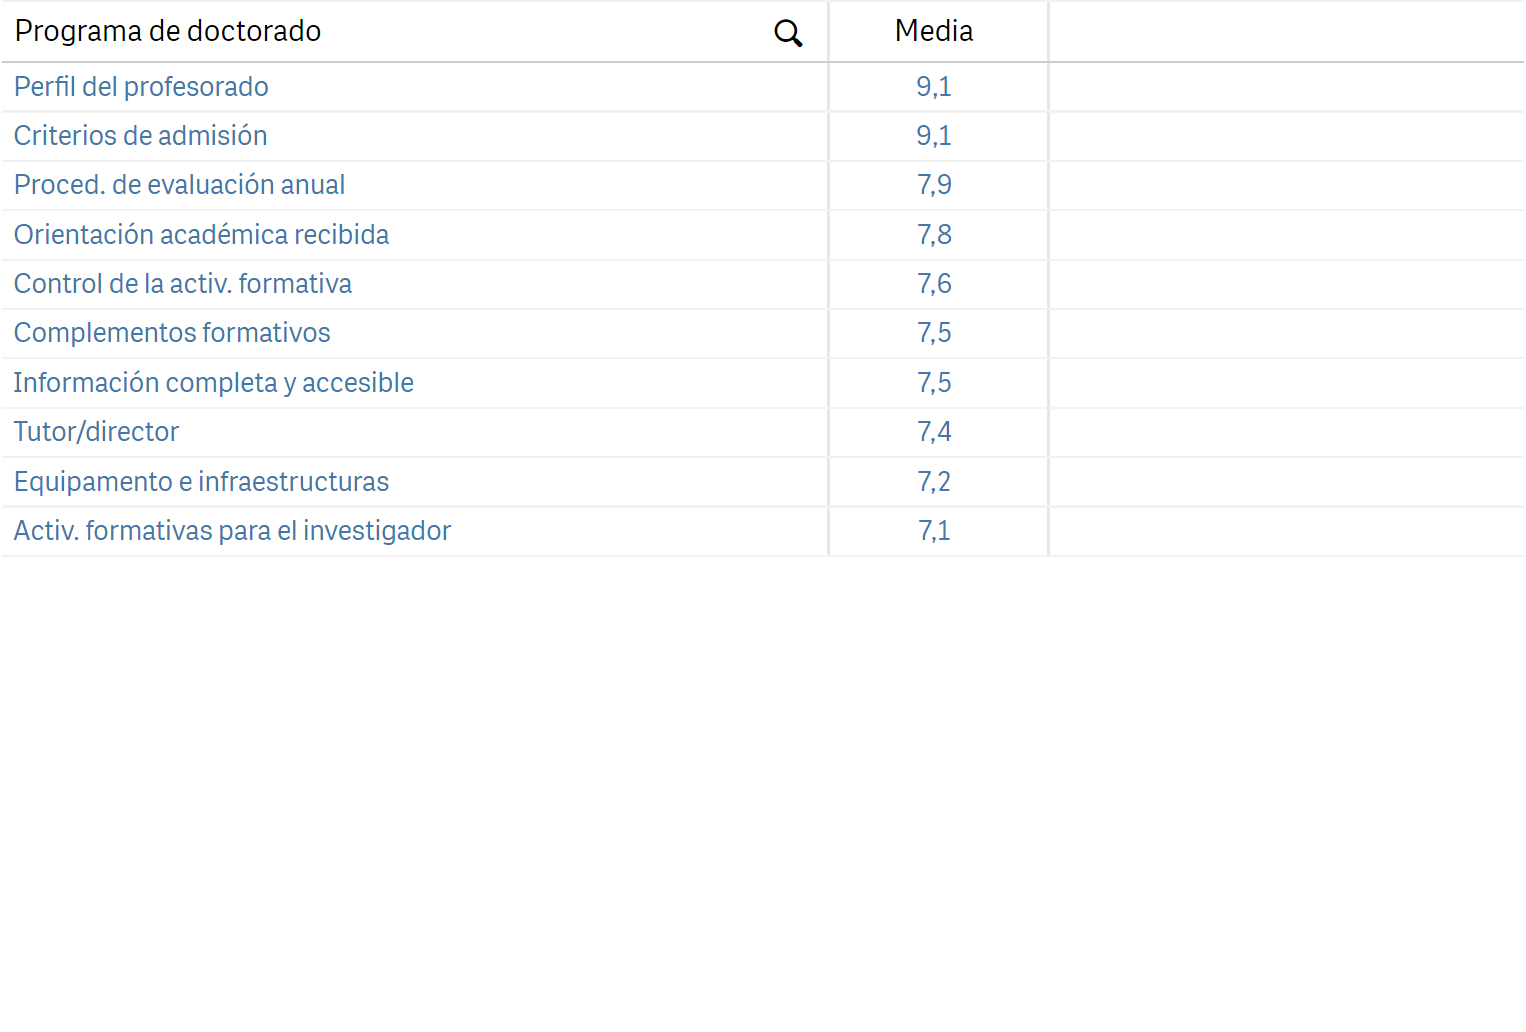 Programa de doctorado Media
Perfil del profesorado 9,1
Criterios de admisión 9,1
Proced. de evaluación anual 7,9
Orientación académica recibida 7,8
Control de la activ. formativa 7,6
Complementos formativos 7,5
Información completa y accesible 7,5
Tutor/director 7,4
Equipamento e infraestructuras 7,2
Activ. formativas para el investigador 7,1